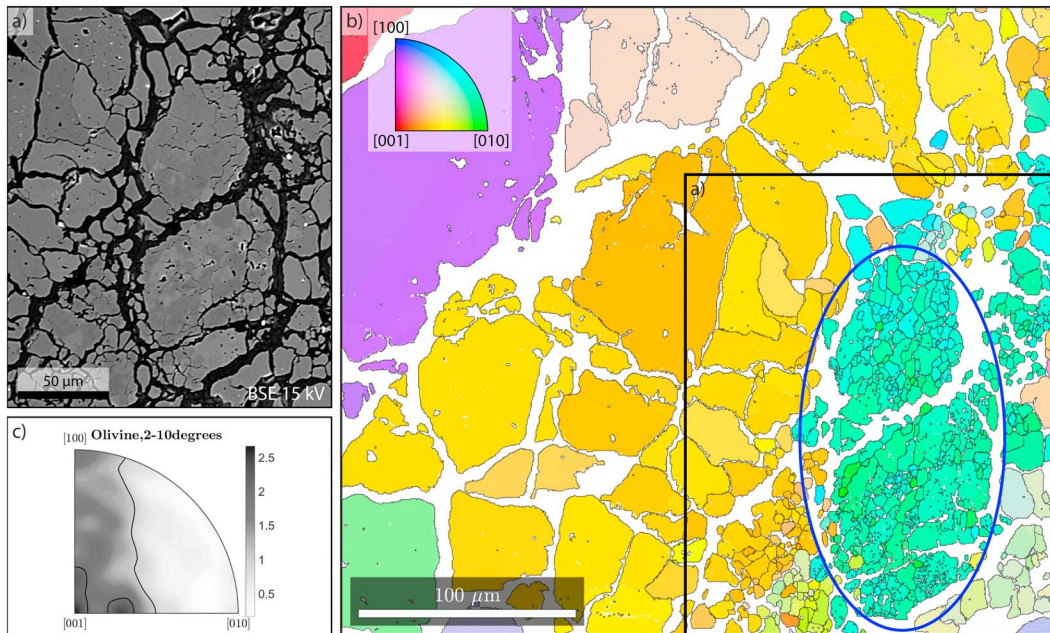 a)
50 µm
BSE 15 kV
b)
[100]
[001]
[010]
a)
100 µm
c)
[100] Olivine,2-10degrees
2.5
2
1.5
1
0.5
[001]
[010]